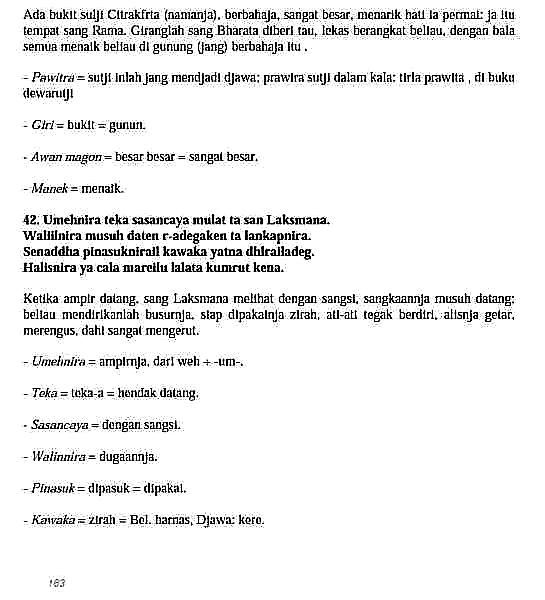 Ada bukit sutji Citrakfrta (namanja), berbahaja, sangat besar, menarik hati ia permai: ja itu
tempat sang Rama. Giranglah sang Bharata diberi tau, lekas berangkat beliau, dengan bala
semua menaik beliau di gunung (jang) berbahaja itu .
- Pawitra = sutji inlah jang mendjadi djawa; prawira sutji dalam kala: tirta prawita , di buku
dewarutji
- Giri = bukit = gunun.
- Awan magon = besar besar = sangat besar.
- Manek = menaik.
42. Umehnira teka sasancaya mulat ta san Laksmana.
Walilnira musuh daten r-adegaken ta lankapnira.
Senaddha pinasuknirail kawaka yatna dhirailadeg.
Halisnira ya cala mareilu lalata kumrut kena.
Ketika ampir datang, sang Laksmana melihat dengan sangsi, sangkaannja musuh datang;
beliau mendirikanlah busurnja, siap dipakainja zirah, ati-ati tegak berdiri, alisnja getar,
merengus, dahi sangat mengerut.
- Umehnira = ampirnja, dari weh + -um-.
- Teka = teka-a = hendak datang.
- Sasancaya = dengan sangsi.
- Walinnira = dugaannja.
- Pinasuk = dipasuk = dipakai.
- Kawaka = zirah = Bel. harnas, Djawa: kere.
163